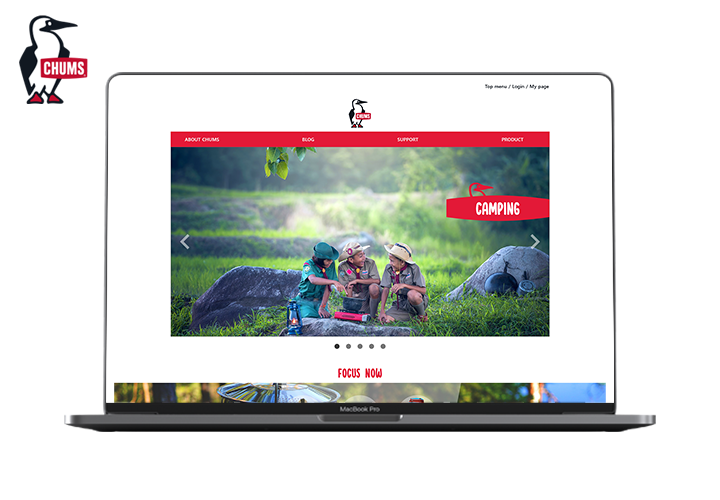 CHUMS
Top menu / Login / My page
CHUMS
ABOUT CHUMS BLOG SUPPORT PRODUCT
CAMPING
FOCUS NOW
MacBook Pro